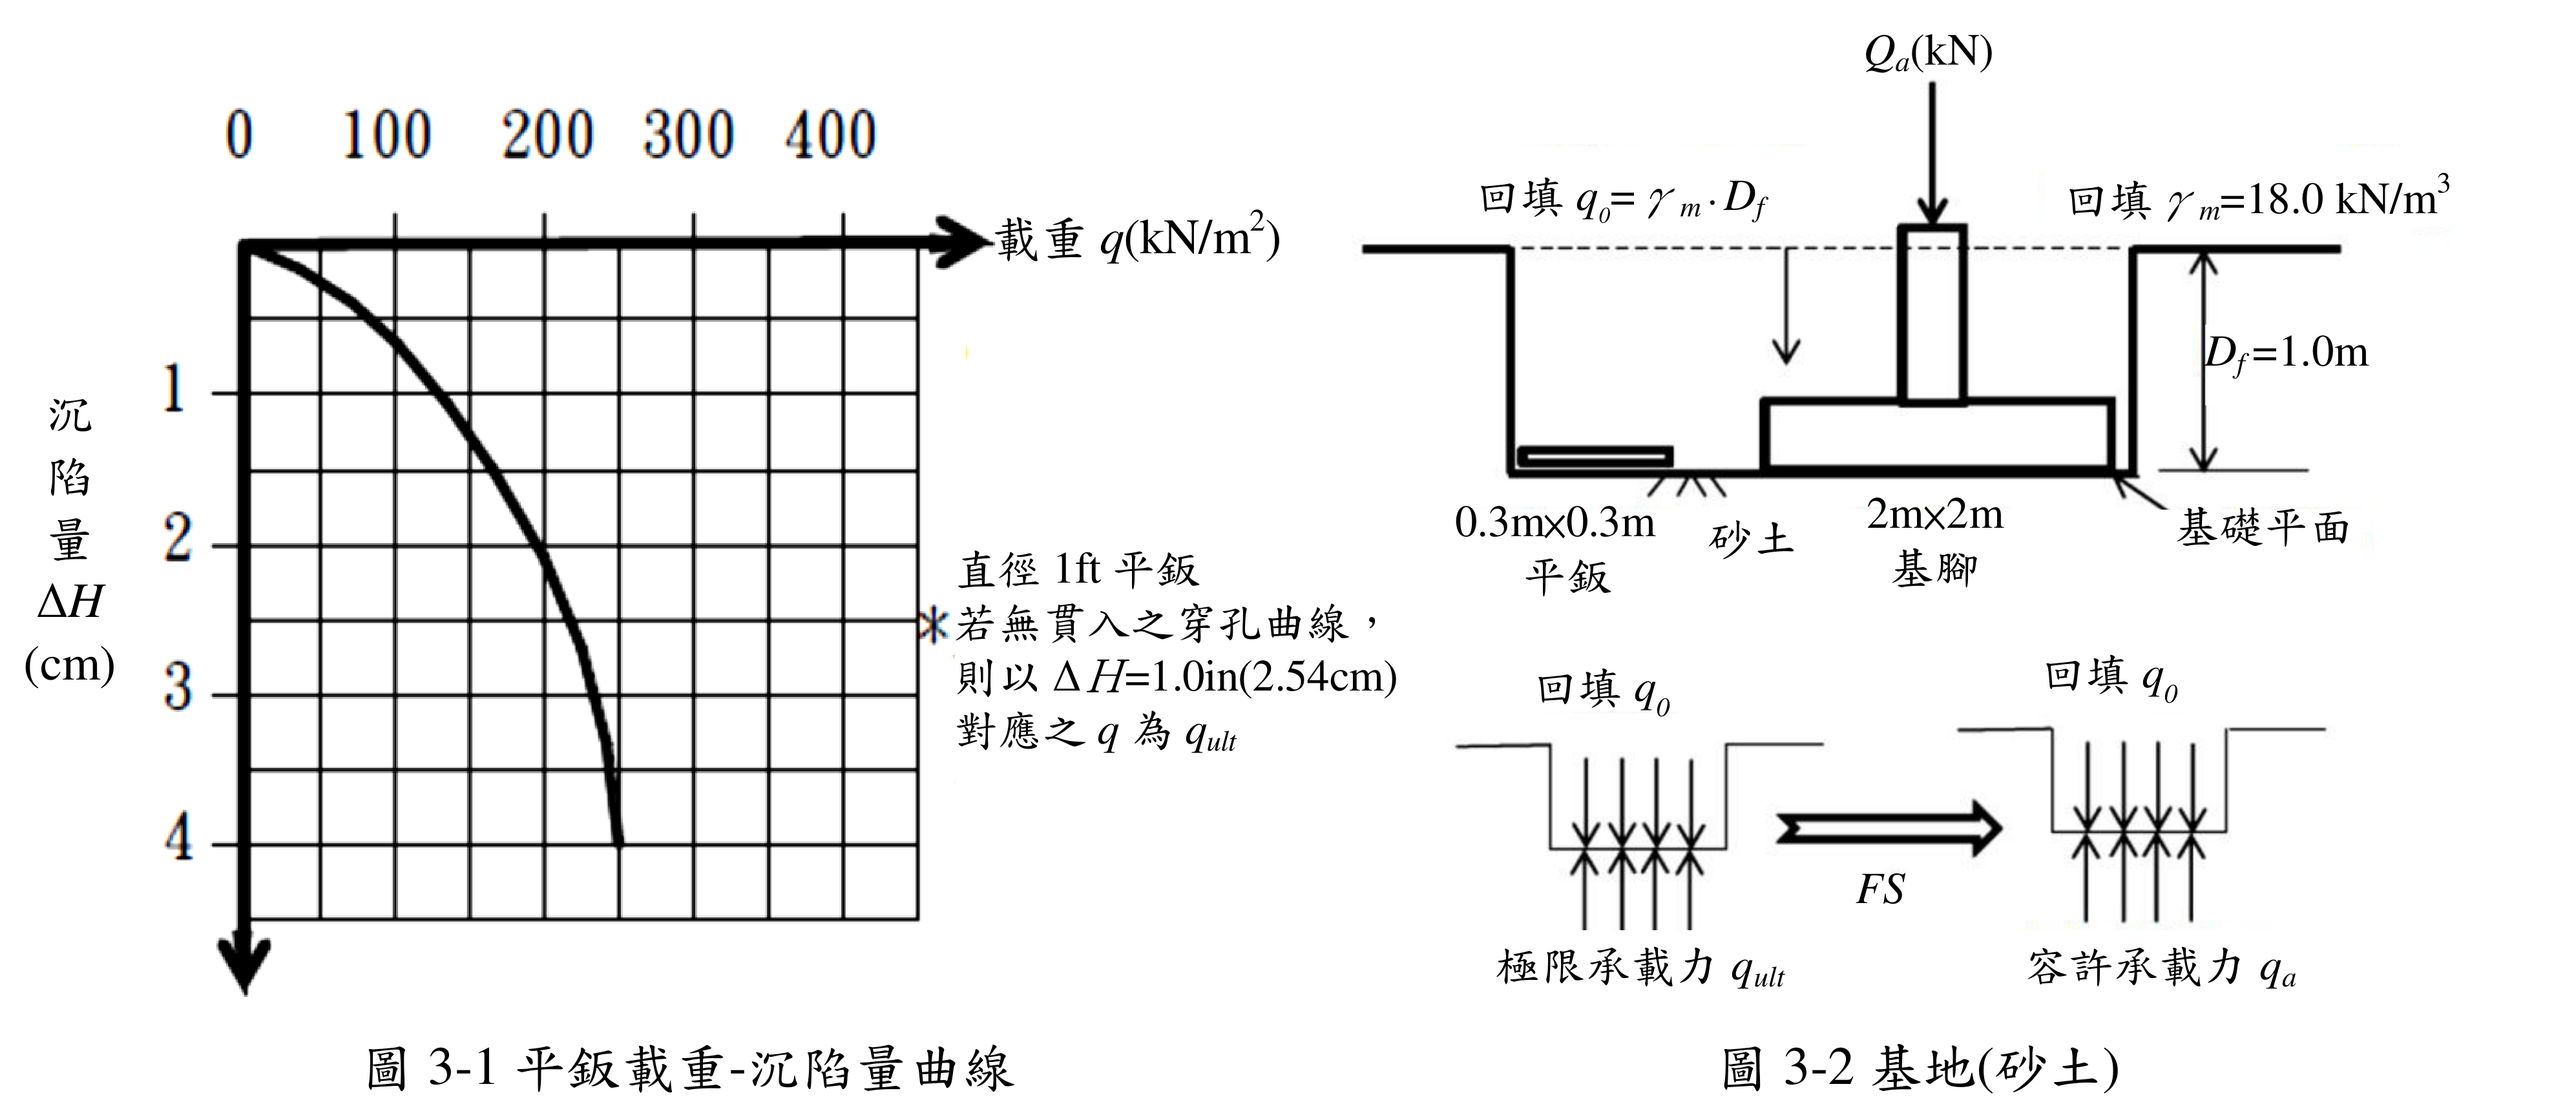 0 100 200 300 400
載重 q(kN/m²)
1
2
3
4
沉
陷
量
ΔH
(cm)
直徑 1ft 平鈑
*若無貫入之穿孔曲線，
則以 ΔH=1.0in(2.54cm)
對應之 q 為 qult
圖 3-1 平鈑載重-沉陷量曲線
Qa(kN)
回填 q0=γm·Df
回填 γm=18.0 kN/m³
Df=1.0m
0.3m×0.3m
平鈑
砂土
2m×2m
基腳
基礎平面
回填 q0
回填 q0
FS
極限承載力 qult
容許承載力 qa
圖 3-2 基地(砂土)